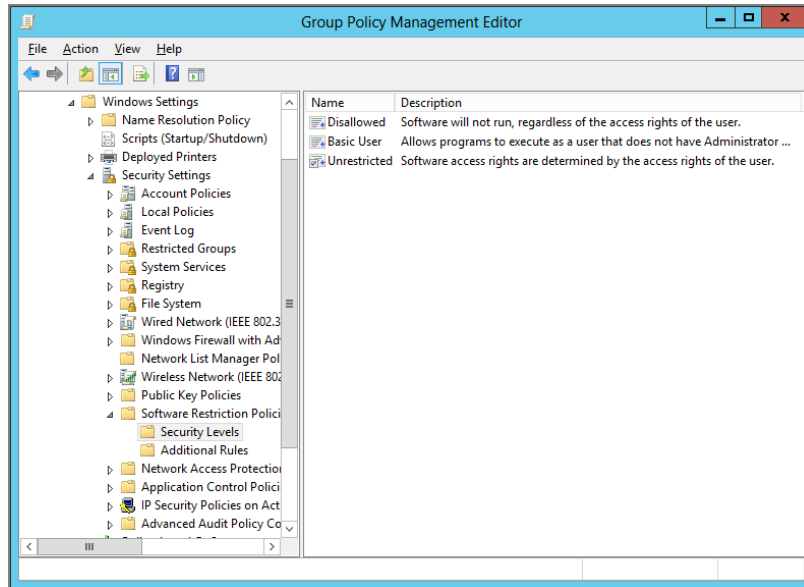 Group Policy Management Editor
File Action View Help
Windows Settings
Name Resolution Policy
Scripts (Startup/Shutdown)
Deployed Printers
Security Settings
Account Policies
Local Policies
Event Log
Restricted Groups
System Services
Registry
File System
Wired Network (IEEE 802.3
Windows Firewall with Ad
Network List Manager Pol
Wireless Network (IEEE 802
Public Key Policies
Software Restriction Polici
Security Levels
Additional Rules
Network Access Protection
Application Control Polici
IP Security Policies on Act
Advanced Audit Policy Co
Name Description
Disallowed Software will not run, regardless of the access rights of the user.
Basic User Allows programs to execute as a user that does not have Administrator ...
Unrestricted Software access rights are determined by the access rights of the user.